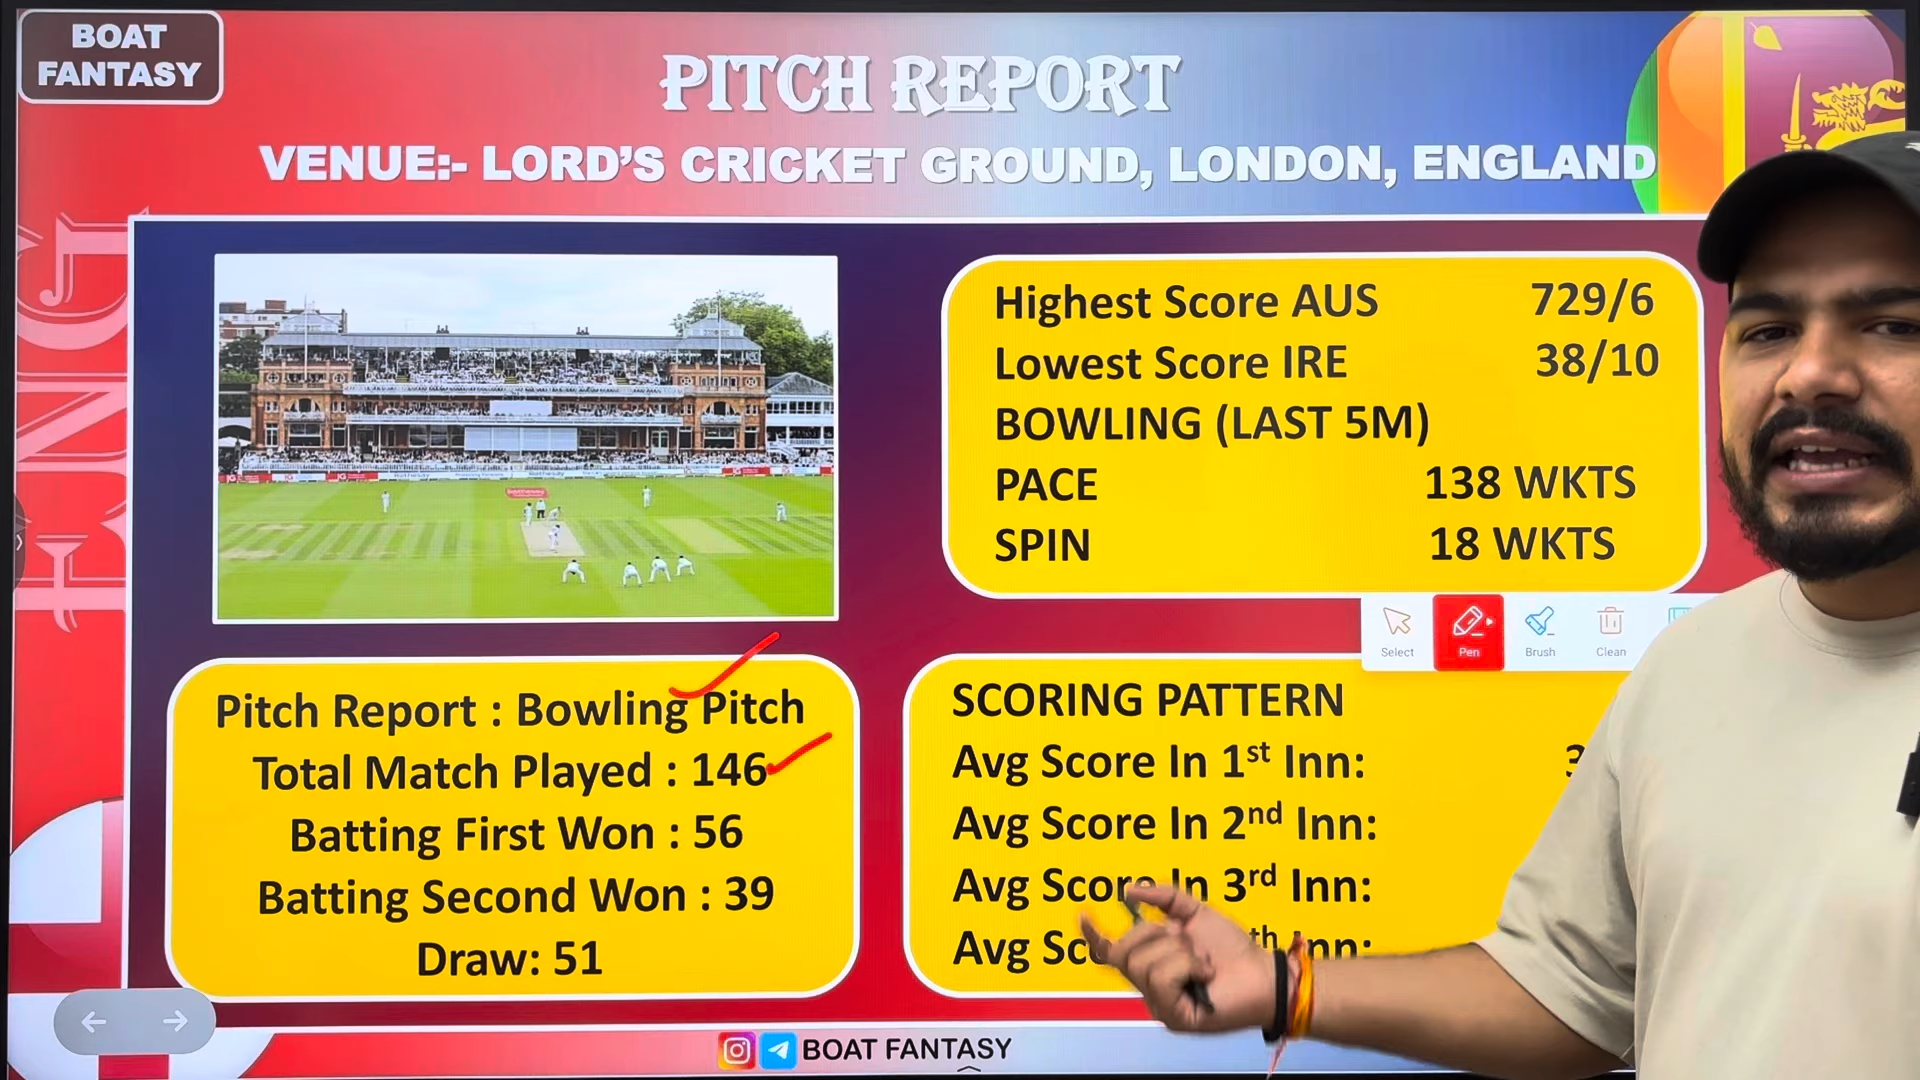 BOAT
FANTASY
PITCH REPORT
VENUE:- LORD’S CRICKET GROUND, LONDON, ENGLAND
ENG
Highest Score AUS 729/6
Lowest Score IRE 38/10
BOWLING (LAST 5M)
PACE 138 WKTS
SPIN 18 WKTS
Select
Pen
Brush
Clean
Pitch Report : Bowling Pitch
Total Match Played : 146
Batting First Won : 56
Batting Second Won : 39
Draw: 51
SCORING PATTERN
Avg Score In 1st Inn:
Avg Score In 2nd Inn:
Avg Score In 3rd Inn:
Avg
BOAT FANTASY